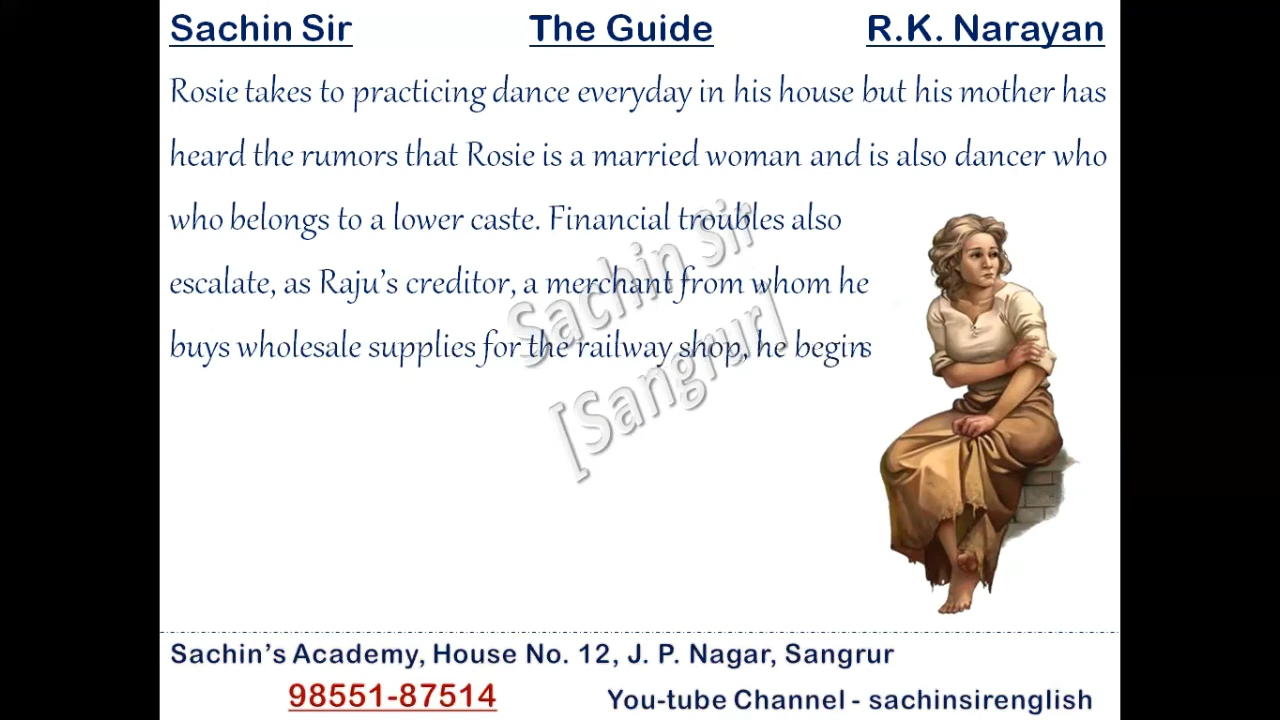 Sachin Sir The Guide R.K. Narayan
Rosie takes to practicing dance everyday in his house but his mother has
heard the rumors that Rosie is a married woman and is also dancer who
who belongs to a lower caste. Financial troubles also
escalate, as Raju's creditor, a merchant from whom he
buys wholesale supplies for the railway shop, he begins
Sachin Sir
[Sangrur]
Sachin's Academy, House No. 12, J. P. Nagar, Sangrur
98551-87514 You-tube Channel - sachinsirenglish